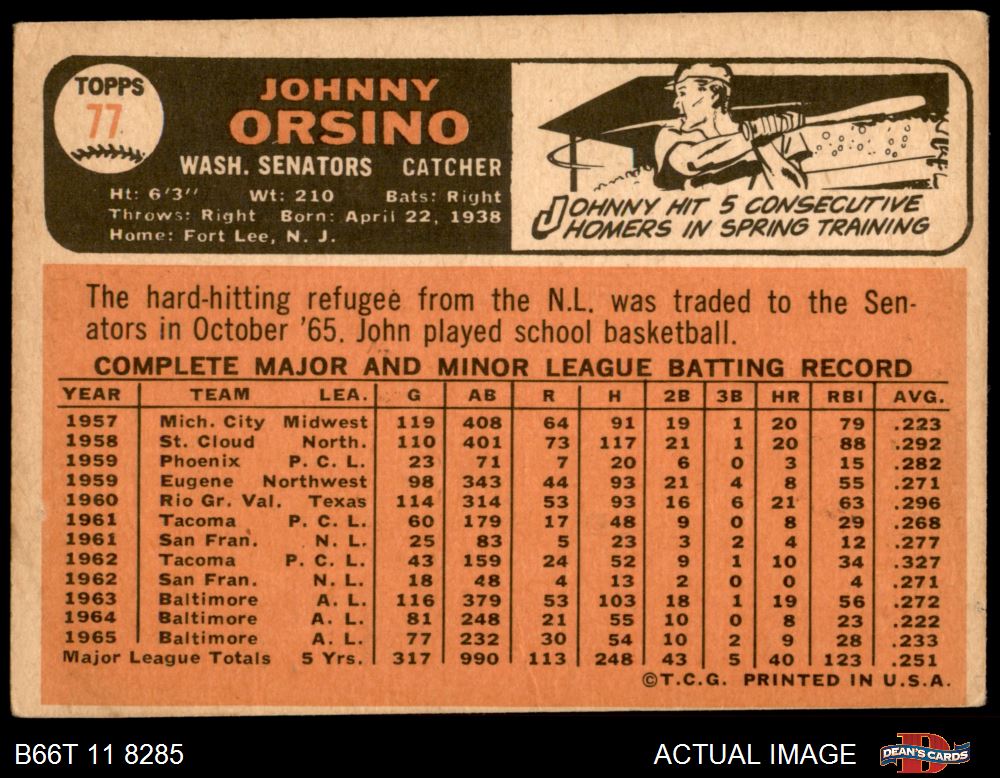 TOPPS
77
JOHNNY
ORSINO
WASH. SENATORS CATCHER
Ht: 6'3" Wt: 210 Bats: Right
Throws: Right Born: April 22, 1938
Home: Fort Lee, N. J.
JOHNNY HIT 5 CONSECUTIVE
HOMERS IN SPRING TRAINING
The hard-hitting refugee from the N.L. was traded to the Sen-
ators in October '65. John played school basketball.
COMPLETE MAJOR AND MINOR LEAGUE BATTING RECORD
YEAR TEAM LEA. G AB R H 2B 3B HR RBI AVG.
1957 Mich. City Midwest 119 408 64 91 19 1 20 79 .223
1958 St. Cloud North. 110 401 73 117 21 1 20 88 .292
1959 Phoenix P. C. L. 23 71 7 20 6 0 3 15 .282
1959 Eugene Northwest 98 343 44 93 21 4 8 55 .271
1960 Rio Gr. Val. Texas 114 314 53 93 16 6 21 63 .296
1961 Tacoma P. C. L. 60 179 17 48 9 0 8 29 .268
1961 San Fran. N. L. 25 83 5 23 3 2 4 12 .277
1962 Tacoma P. C. L. 43 159 24 52 9 1 10 34 .327
1962 San Fran. N. L. 18 48 4 13 2 0 0 4 .271
1963 Baltimore A. L. 116 379 53 103 18 1 19 56 .272
1964 Baltimore A. L. 81 248 21 55 10 0 8 23 .222
1965 Baltimore A. L. 77 232 30 54 10 2 9 28 .233
Major League Totals 5 Yrs. 317 990 113 248 43 5 40 123 .251
©T.C.G. PRINTED IN U.S.A.
B66T 11 8285
ACTUAL IMAGE
DEAN'S CARDS